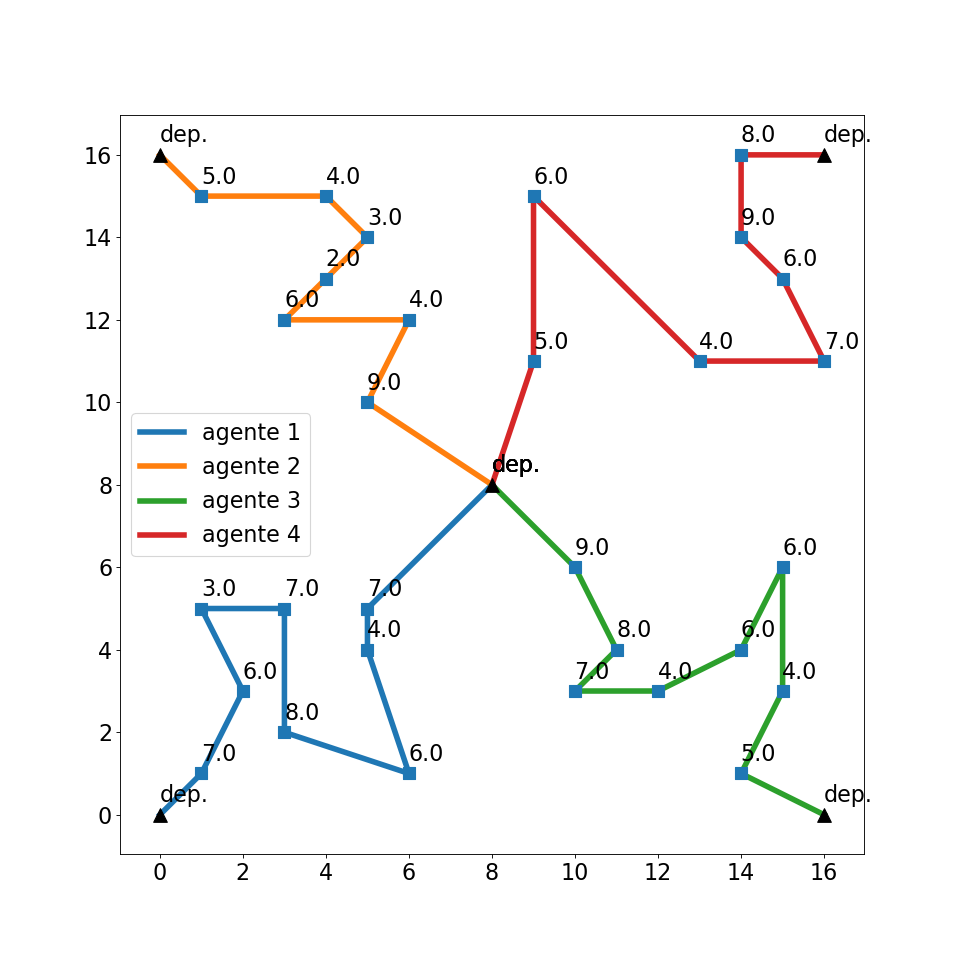 dep. 8.0 dep.
16
5.0 4.0 6.0
3.0 9.0
14
2.0 6.0
6.0 4.0
12
5.0 4.0 7.0
9.0
10
agente 1
agente 2
agente 3
agente 4
dep.
8
9.0 6.0
6
3.0 7.0 7.0
4.0 8.0 6.0
4
6.0 7.0 4.0 4.0
8.0
2
7.0 6.0 5.0
dep. dep.
0
0 2 4 6 8 10 12 14 16